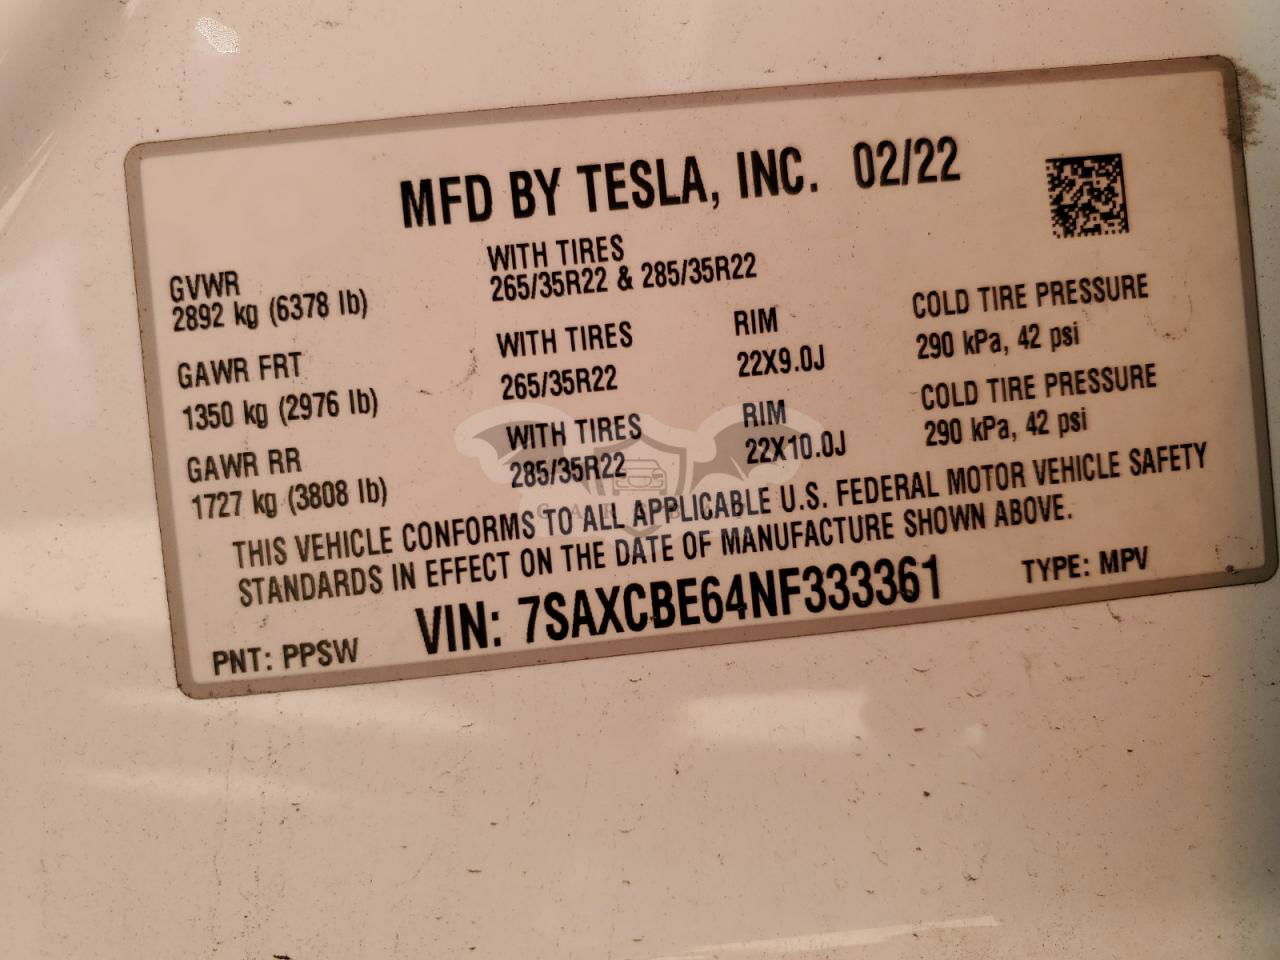 MFD BY TESLA, INC. 02/22
GVWR
2892 kg (6378 lb)
WITH TIRES
265/35R22 & 285/35R22
GAWR FRT
1350 kg (2976 lb)
WITH TIRES
265/35R22
RIM
22X9.0J
COLD TIRE PRESSURE
290 kPa, 42 psi
GAWR RR
1727 kg (3808 lb)
WITH TIRES
285/35R22
RIM
22X10.0J
COLD TIRE PRESSURE
290 kPa, 42 psi
THIS VEHICLE CONFORMS TO ALL APPLICABLE U.S. FEDERAL MOTOR VEHICLE SAFETY
STANDARDS IN EFFECT ON THE DATE OF MANUFACTURE SHOWN ABOVE.
PNT: PPSW
VIN: 7SAXCBE64NF333361
TYPE: MPV